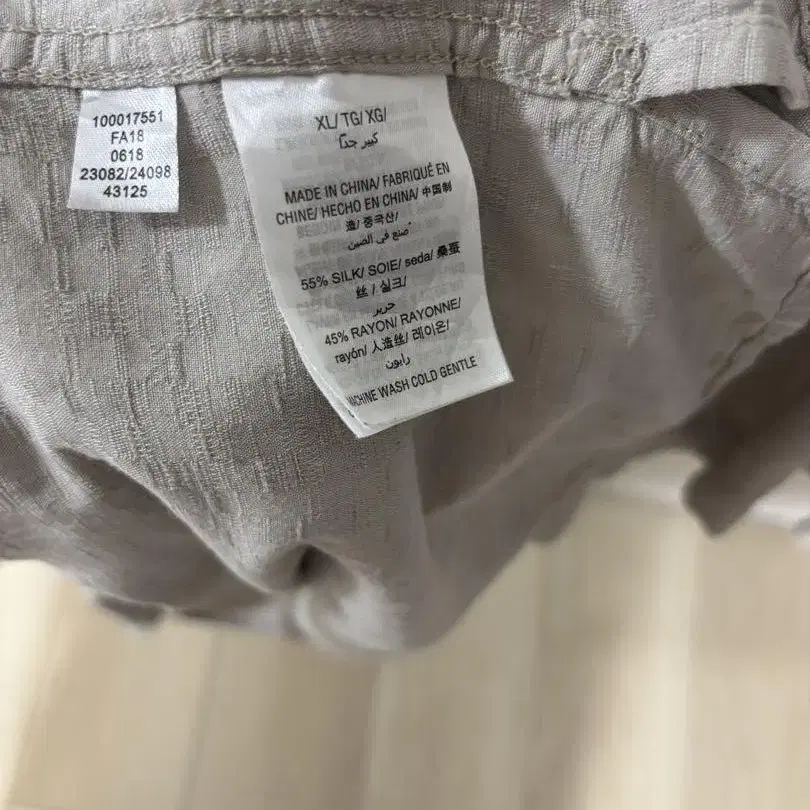 100017551
FA18
0618
23082/24098
43125
XL/ TG/ XG/
كبير جدًا
MADE IN CHINA/ FABRIQUÉ EN
CHINE/ HECHO EN CHINA/ 中国制
造/ 중국산/
صنع في الصين
55% SILK/ SOIE/ seda/ 桑蚕
丝 / 실크/
حرير
45% RAYON/ RAYONNE/
rayón/ 人造丝/ 레이온/
رايون
MACHINE WASH COLD GENTLE